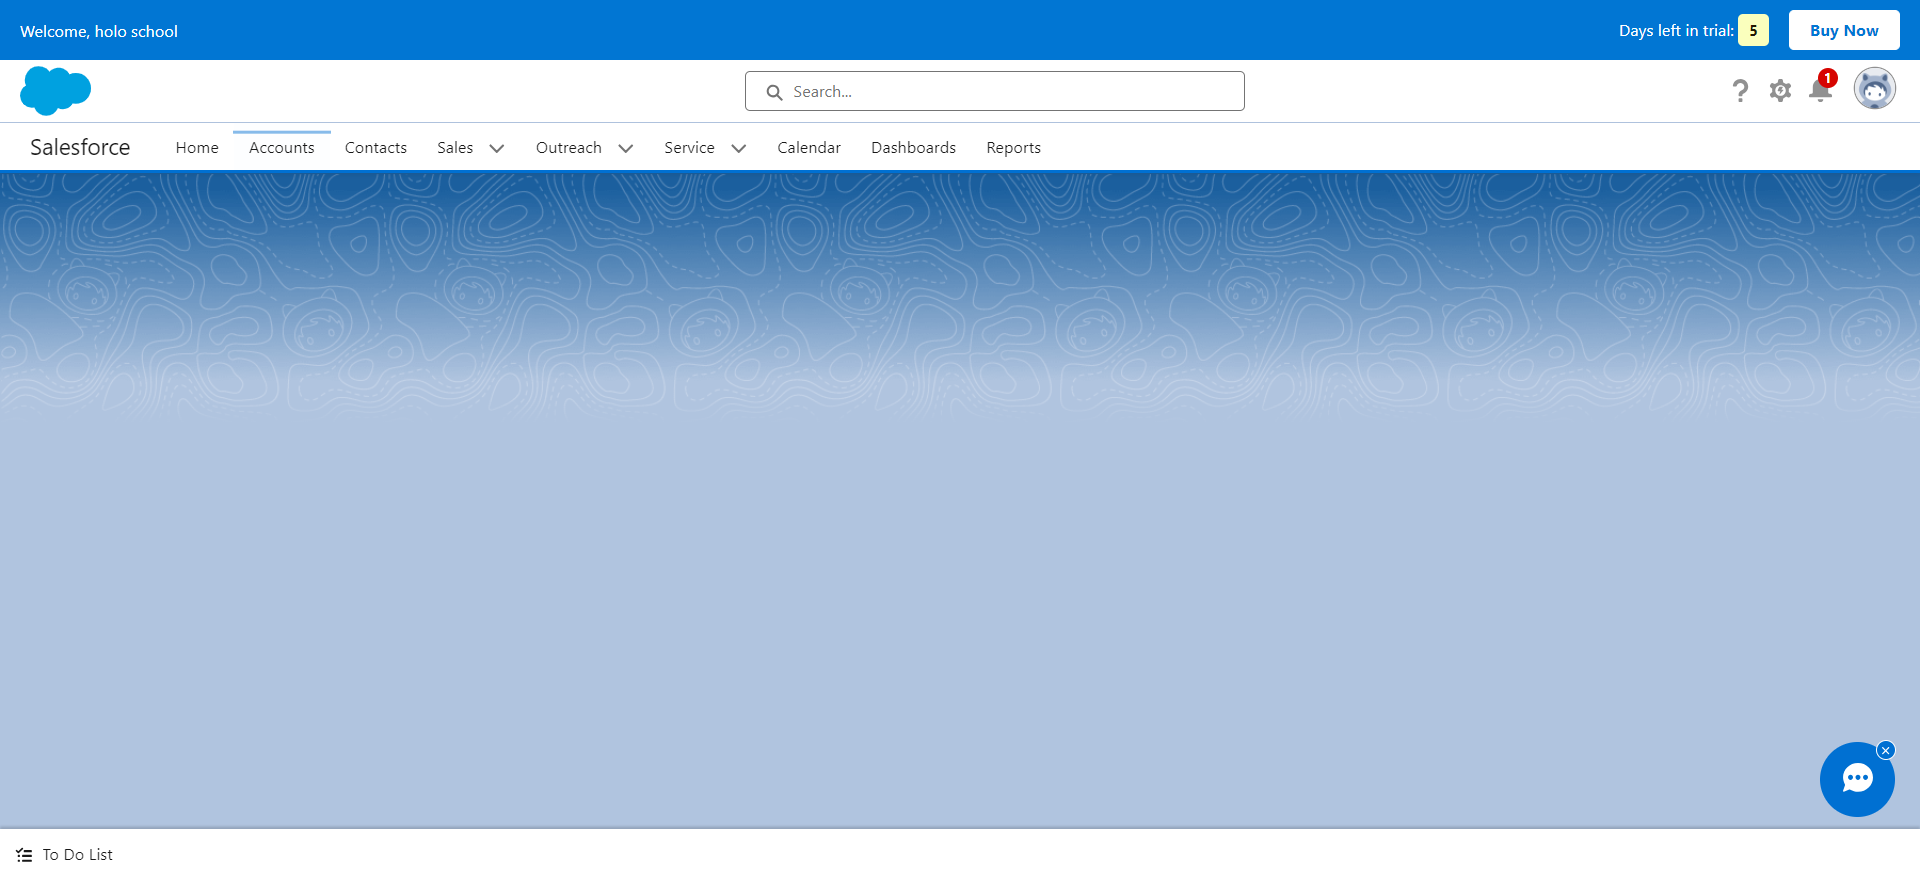 Welcome, holo school
Days left in trial: 5
Buy Now
Search...
1
Salesforce
Home
Accounts
Contacts
Sales
Outreach
Service
Calendar
Dashboards
Reports
To Do List